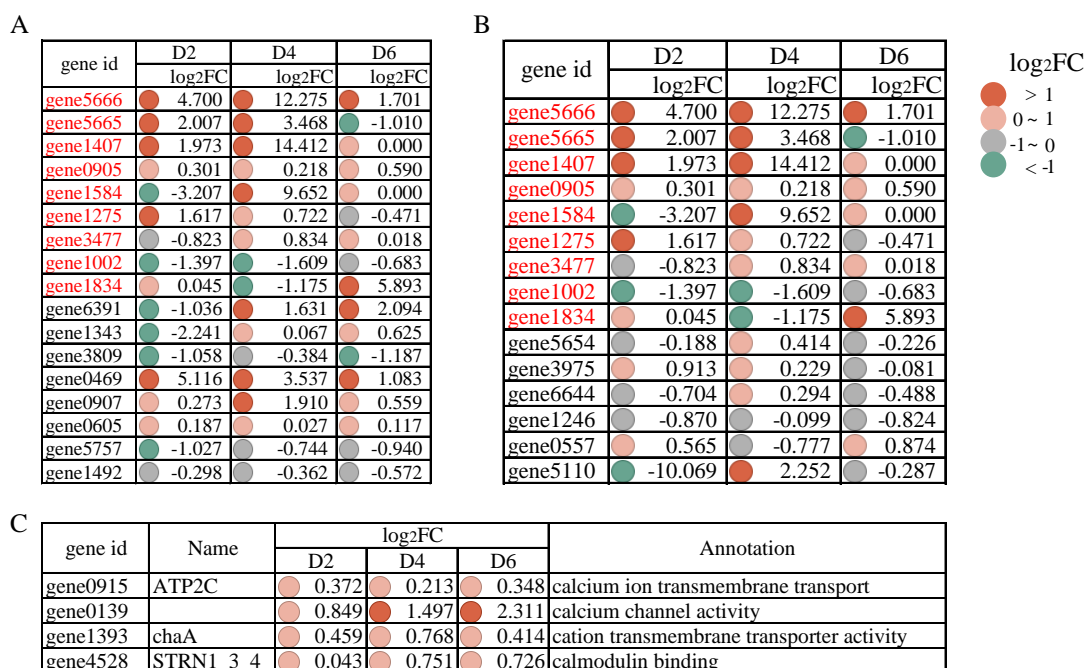 A
gene id D2 D4 D6
log2FC log2FC log2FC
gene5666 4.700 12.275 1.701
gene5665 2.007 3.468 -1.010
gene1407 1.973 14.412 0.000
gene0905 0.301 0.218 0.590
gene1584 -3.207 9.652 0.000
gene1275 1.617 0.722 -0.471
gene3477 -0.823 0.834 0.018
gene1002 -1.397 -1.609 -0.683
gene1834 0.045 -1.175 5.893
gene6391 -1.036 1.631 2.094
gene1343 -2.241 0.067 0.625
gene3809 -1.058 -0.384 -1.187
gene0469 5.116 3.537 1.083
gene0907 0.273 1.910 0.559
gene0605 0.187 0.027 0.117
gene5757 -1.027 -0.744 -0.940
gene1492 -0.298 -0.362 -0.572
B
gene id D2 D4 D6
log2FC log2FC log2FC
gene5666 4.700 12.275 1.701
gene5665 2.007 3.468 -1.010
gene1407 1.973 14.412 0.000
gene0905 0.301 0.218 0.590
gene1584 -3.207 9.652 0.000
gene1275 1.617 0.722 -0.471
gene3477 -0.823 0.834 0.018
gene1002 -1.397 -1.609 -0.683
gene1834 0.045 -1.175 5.893
gene5654 -0.188 0.414 -0.226
gene3975 0.913 0.229 -0.081
gene6644 -0.704 0.294 -0.488
gene1246 -0.870 -0.099 -0.824
gene0557 0.565 -0.777 0.874
gene5110 -10.069 2.252 -0.287
log2FC
> 1
0 ~ 1
-1 ~ 0
< -1
C
gene id Name log2FC Annotation
D2 D4 D6
gene0915 ATP2C 0.372 0.213 0.348 calcium ion transmembrane transport
gene0139 0.849 1.497 2.311 calcium channel activity
gene1393 chaA 0.459 0.768 0.414 cation transmembrane transporter activity
gene4528 STRN1_3_4 0.043 0.751 0.726 calmodulin binding